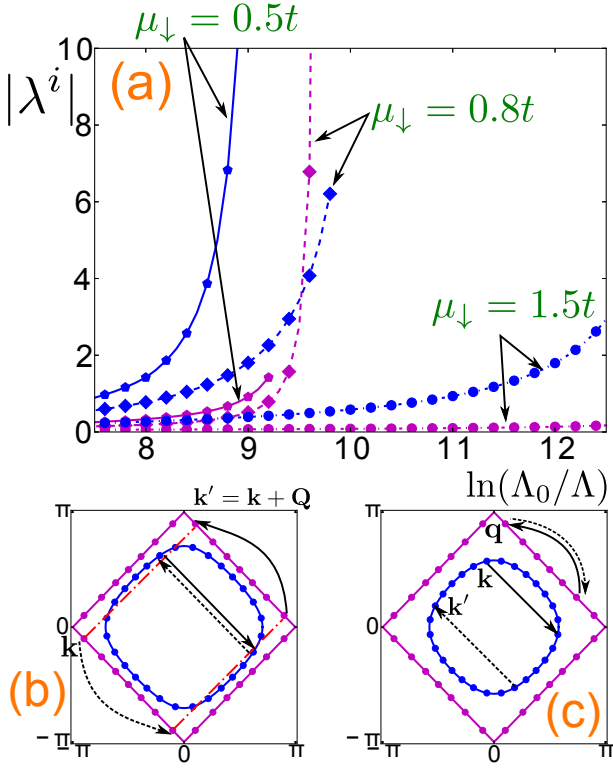 μ↓ = 0.5t
10
(a)
|λ^i|
μ↓ = 0.8t
8
6
4
μ↓ = 1.5t
2
0
8 9 10 11 12
ln(Λ₀/Λ)
k′ = k + Q
π
0
k
(b)
−π
−π 0 π
π
q
k
k′
0
(c)
−π
−π 0 π